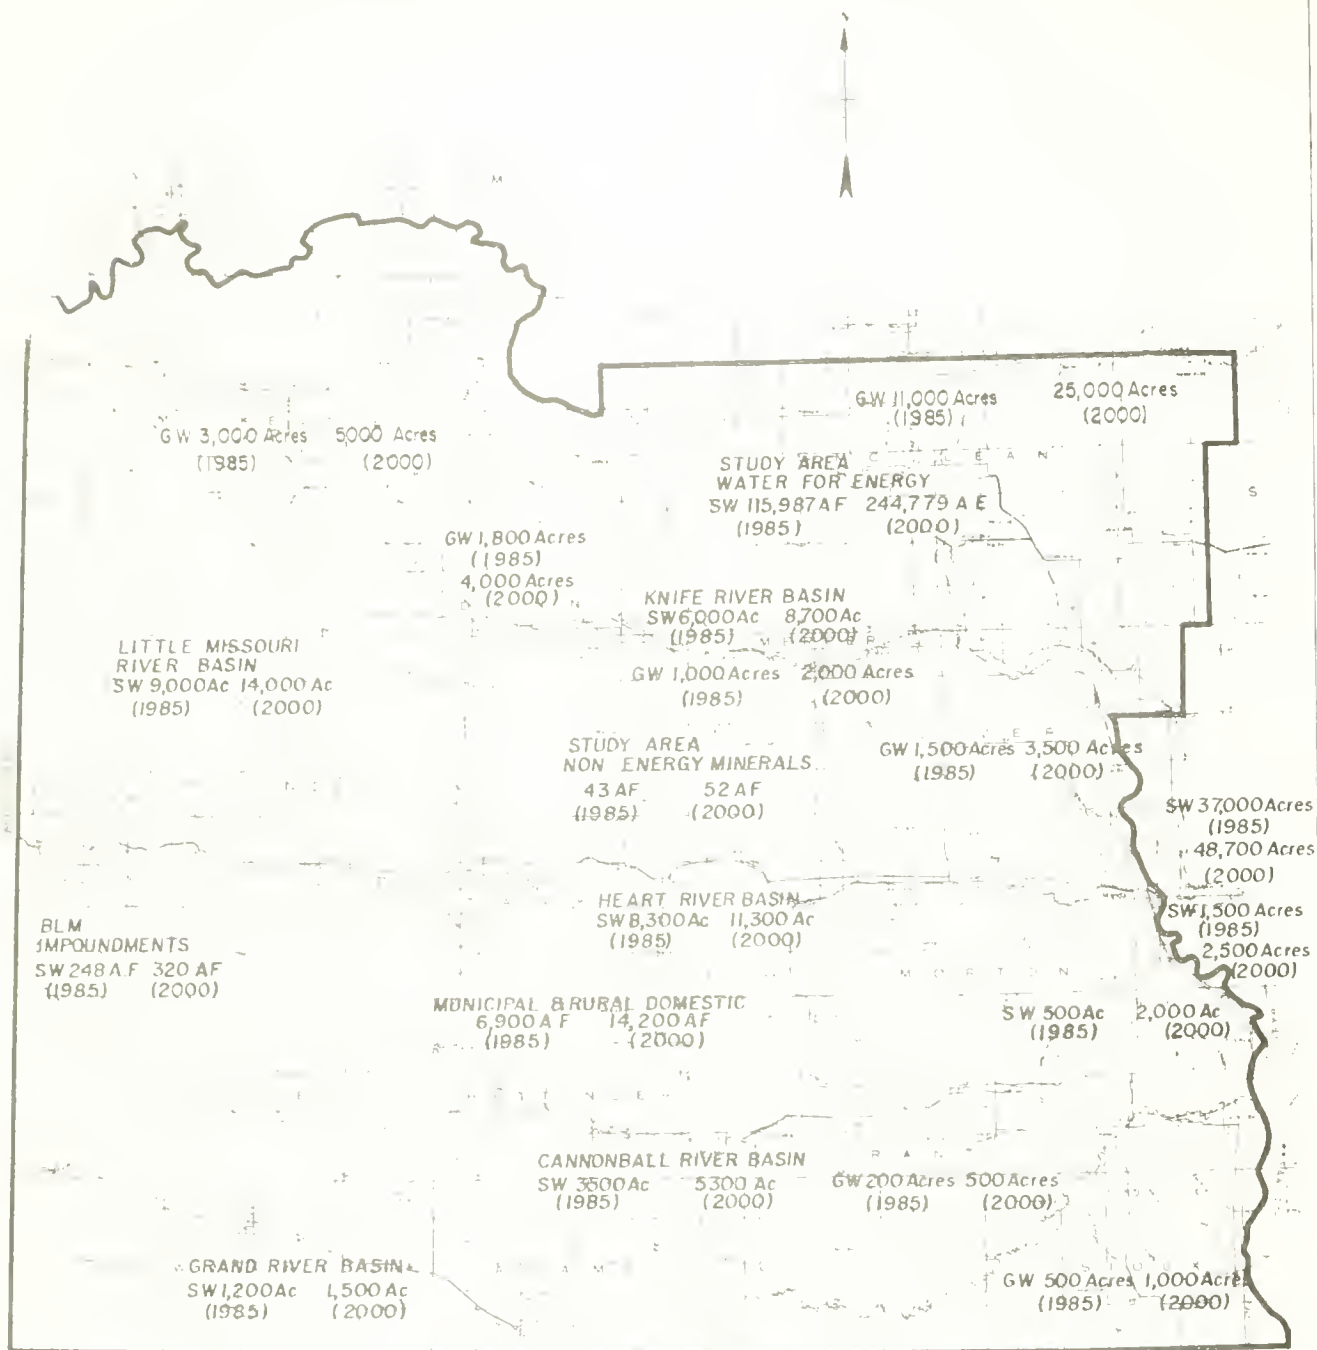 M
GW 11,000 Acres 25,000 Acres
(1985) (2000)
GW 3,000 Acres 5,000 Acres
(1985) (2000)
L E A N
STUDY AREA
WATER FOR ENERGY
SW 115,987 AF 244,779 A F
(1985) (2000)
S
GW 1,800 Acres
(1985)
4,000 Acres
(2000)
KNIFE RIVER BASIN
SW 6,000 Ac 8,700 Ac
(1985) (2000)
LITTLE MISSOURI
RIVER BASIN
SW 9,000 Ac 14,000 Ac
(1985) (2000)
GW 1,000 Acres 2,000 Acres
(1985) (2000)
STUDY AREA
NON ENERGY MINERALS
43 AF 52 AF
(1985) (2000)
GW 1,500 Acres 3,500 Acres
(1985) (2000)
SW 37,000 Acres
(1985)
48,700 Acres
(2000)
HEART RIVER BASIN
SW 8,300 Ac 11,300 Ac
(1985) (2000)
SW 1,500 Acres
(1985)
2,500 Acres
(2000)
BLM
IMPOUNDMENTS
SW 248 A.F 320 AF
(1985) (2000)
M O R T O N
MUNICIPAL & RURAL DOMESTIC
6,900 A F 14,200 AF
(1985) (2000)
SW 500 Ac 2,000 Ac
(1985) (2000)
CANNONBALL RIVER BASIN
SW 3500 Ac 5300 Ac
(1985) (2000)
GW 200 Acres 500 Acres
(1985) (2000)
GRAND RIVER BASIN
SW 1,200 Ac 1,500 Ac
(1985) (2000)
GW 500 Acres 1,000 Acres
(1985) (2000)